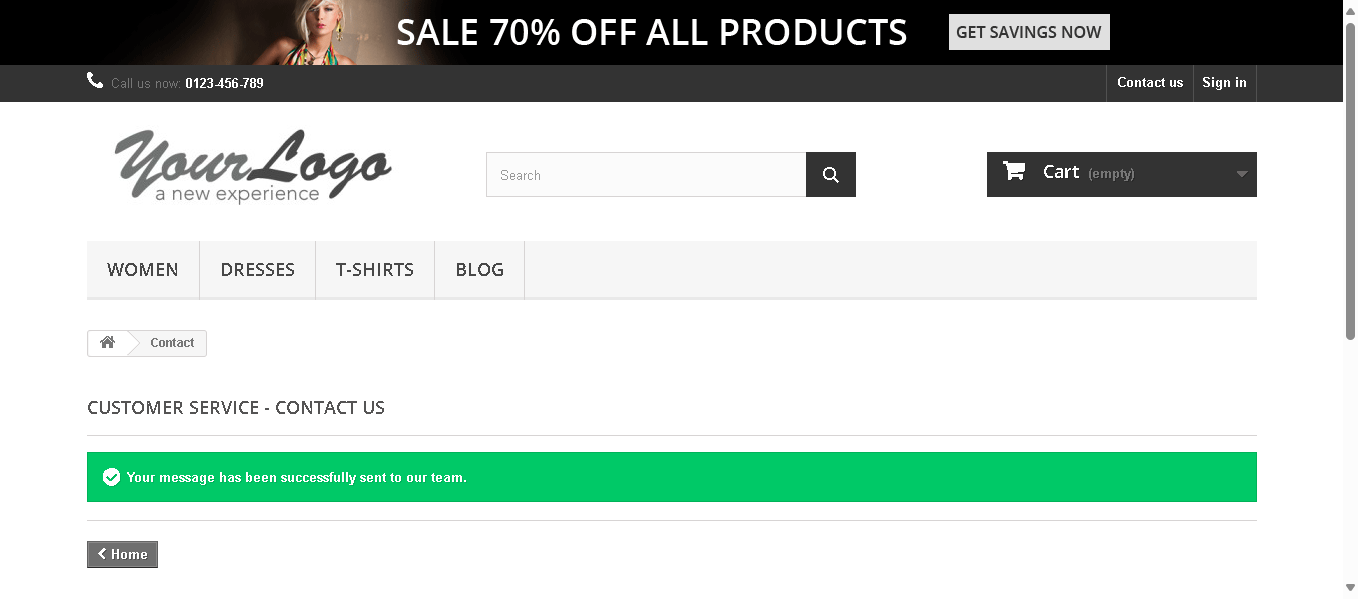 SALE 70% OFF ALL PRODUCTS
GET SAVINGS NOW
Call us now: 0123-456-789
Contact us
Sign in
YourLogo
a new experience
Search
Cart (empty)
WOMEN
DRESSES
T-SHIRTS
BLOG
Contact
CUSTOMER SERVICE - CONTACT US
Your message has been successfully sent to our team.
Home